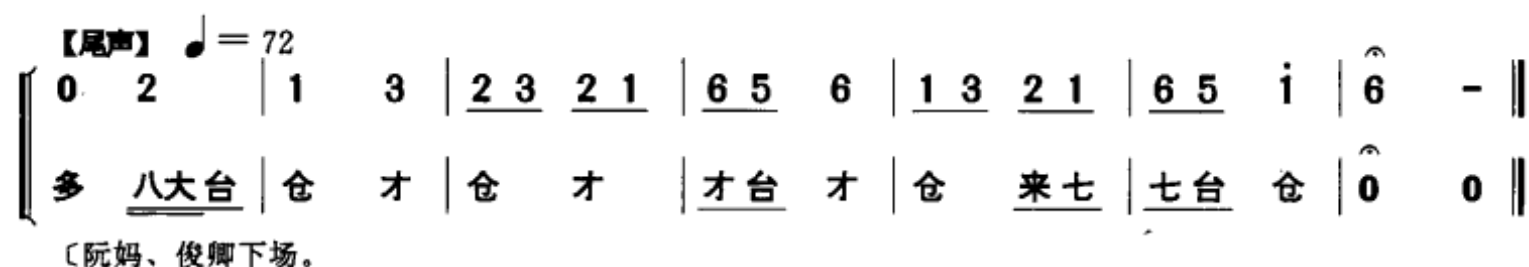 【尾声】 ♩= 72
0 2 | 1 3 | 2 3 2 1 | 6 5 6 | 1 3 2 1 | 6 5 i | 6 - ‖
多 八大台 | 仓 才 | 仓 才 | 才台 才 | 仓 来七 | 七台 仓 | 0 0 ‖
〔阮妈、俊卿下场。